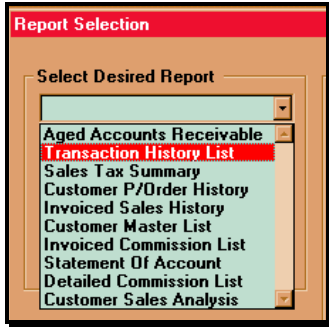 Report Selection
Select Desired Report
Aged Accounts Receivable
Transaction History List
Sales Tax Summary
Customer P/Order History
Invoiced Sales History
Customer Master List
Invoiced Commission List
Statement Of Account
Detailed Commission List
Customer Sales Analysis